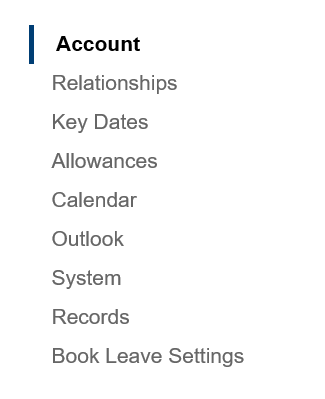 Account
Relationships
Key Dates
Allowances
Calendar
Outlook
System
Records
Book Leave Settings